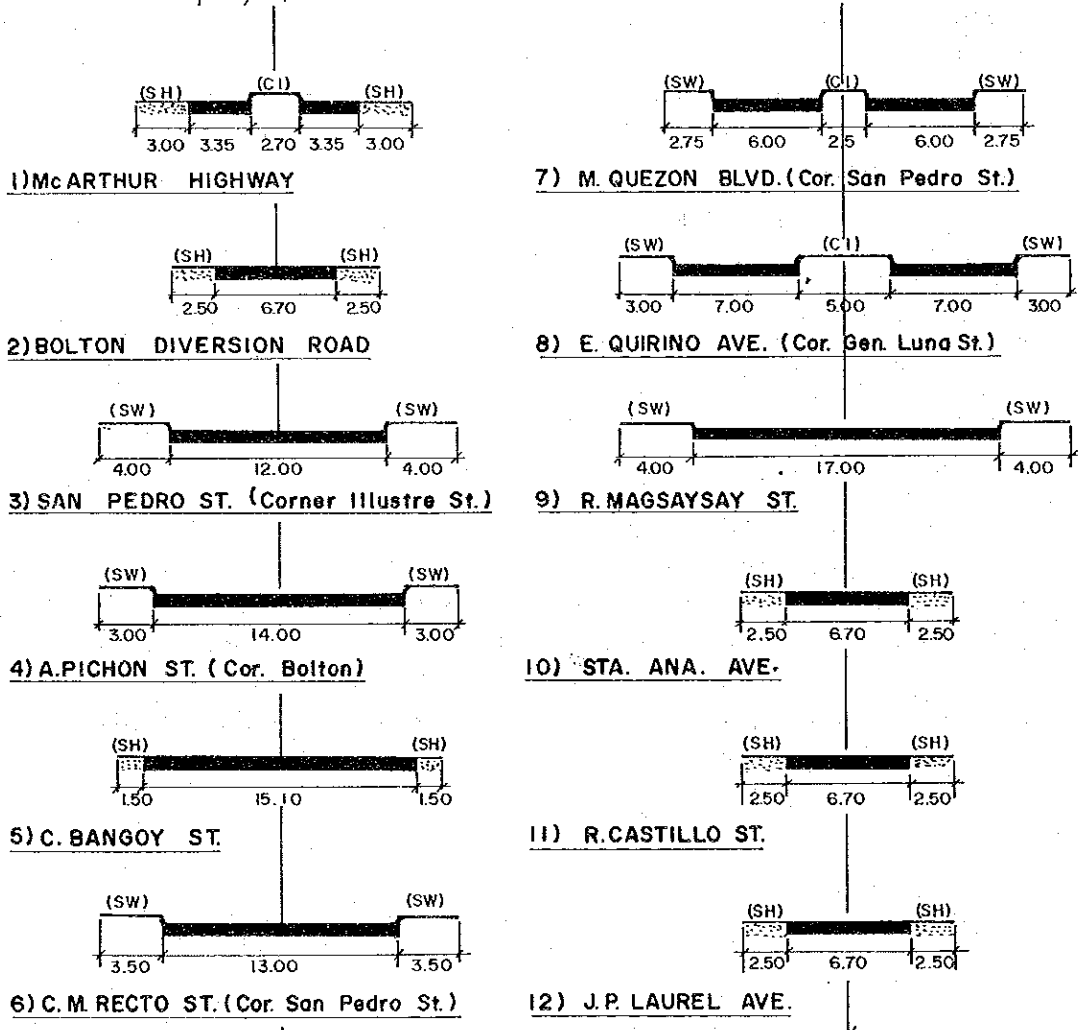 (SH) (CI) (SH)
3.00 3.35 2.70 3.35 3.00
1) Mc ARTHUR HIGHWAY
(SH) (SH)
2.50 6.70 2.50
2) BOLTON DIVERSION ROAD
(SW) (SW)
4.00 12.00 4.00
3) SAN PEDRO ST. (Corner Illustre St.)
(SW) (SW)
3.00 14.00 3.00
4) A. PICHON ST. (Cor. Bolton)
(SH) (SH)
1.50 15.10 1.50
5) C. BANGOY ST.
(SW) (SW)
3.50 13.00 3.50
6) C. M. RECTO ST. (Cor. San Pedro St.)
(SW) (CI) (SW)
2.75 6.00 2.5 6.00 2.75
7) M. QUEZON BLVD. (Cor. San Pedro St.)
(SW) (CI) (SW)
3.00 7.00 5.00 7.00 3.00
8) E. QUIRINO AVE. (Cor. Gen. Luna St.)
(SW) (SW)
4.00 17.00 4.00
9) R. MAGSAYSAY ST.
(SH) (SH)
2.50 6.70 2.50
10) STA. ANA. AVE.
(SH) (SH)
2.50 6.70 2.50
11) R. CASTILLO ST.
(SH) (SH)
2.50 6.70 2.50
12) J. P. LAUREL AVE.